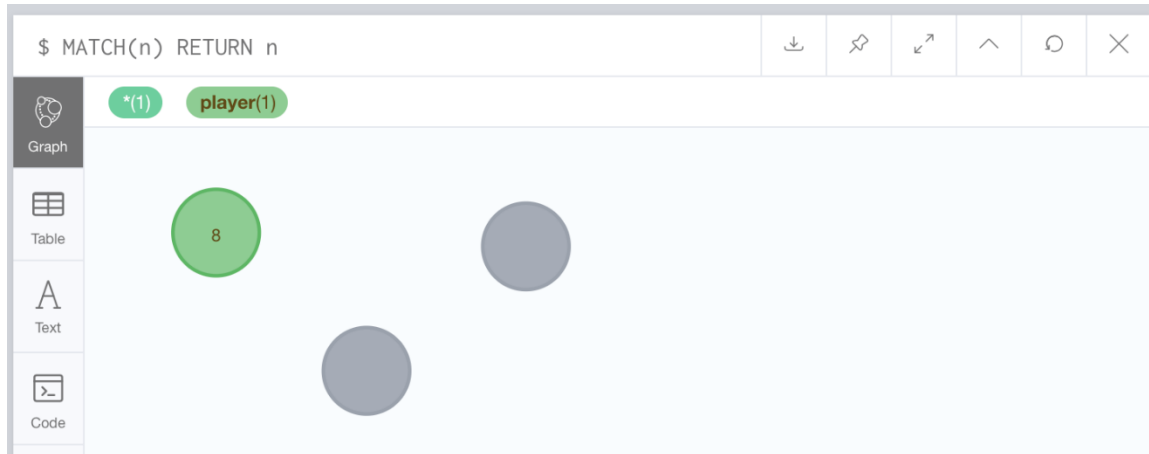 $ MATCH(n) RETURN n
*(1) player(1)
Graph
8
Table
A
Text
>_
Code